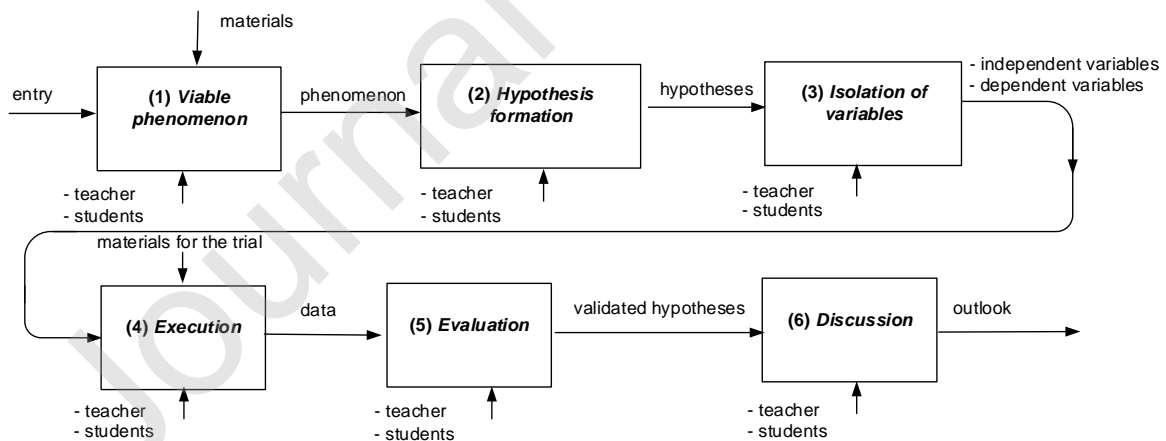 materials
entry
(1) Viable
phenomenon
phenomenon
(2) Hypothesis
formation
hypotheses
(3) Isolation of
variables
- independent variables
- dependent variables
- teacher
- students
- teacher
- students
- teacher
- students
materials for the trial
(4) Execution
data
(5) Evaluation
validated hypotheses
(6) Discussion
outlook
- teacher
- students
- teacher
- students
- teacher
- students
Journal